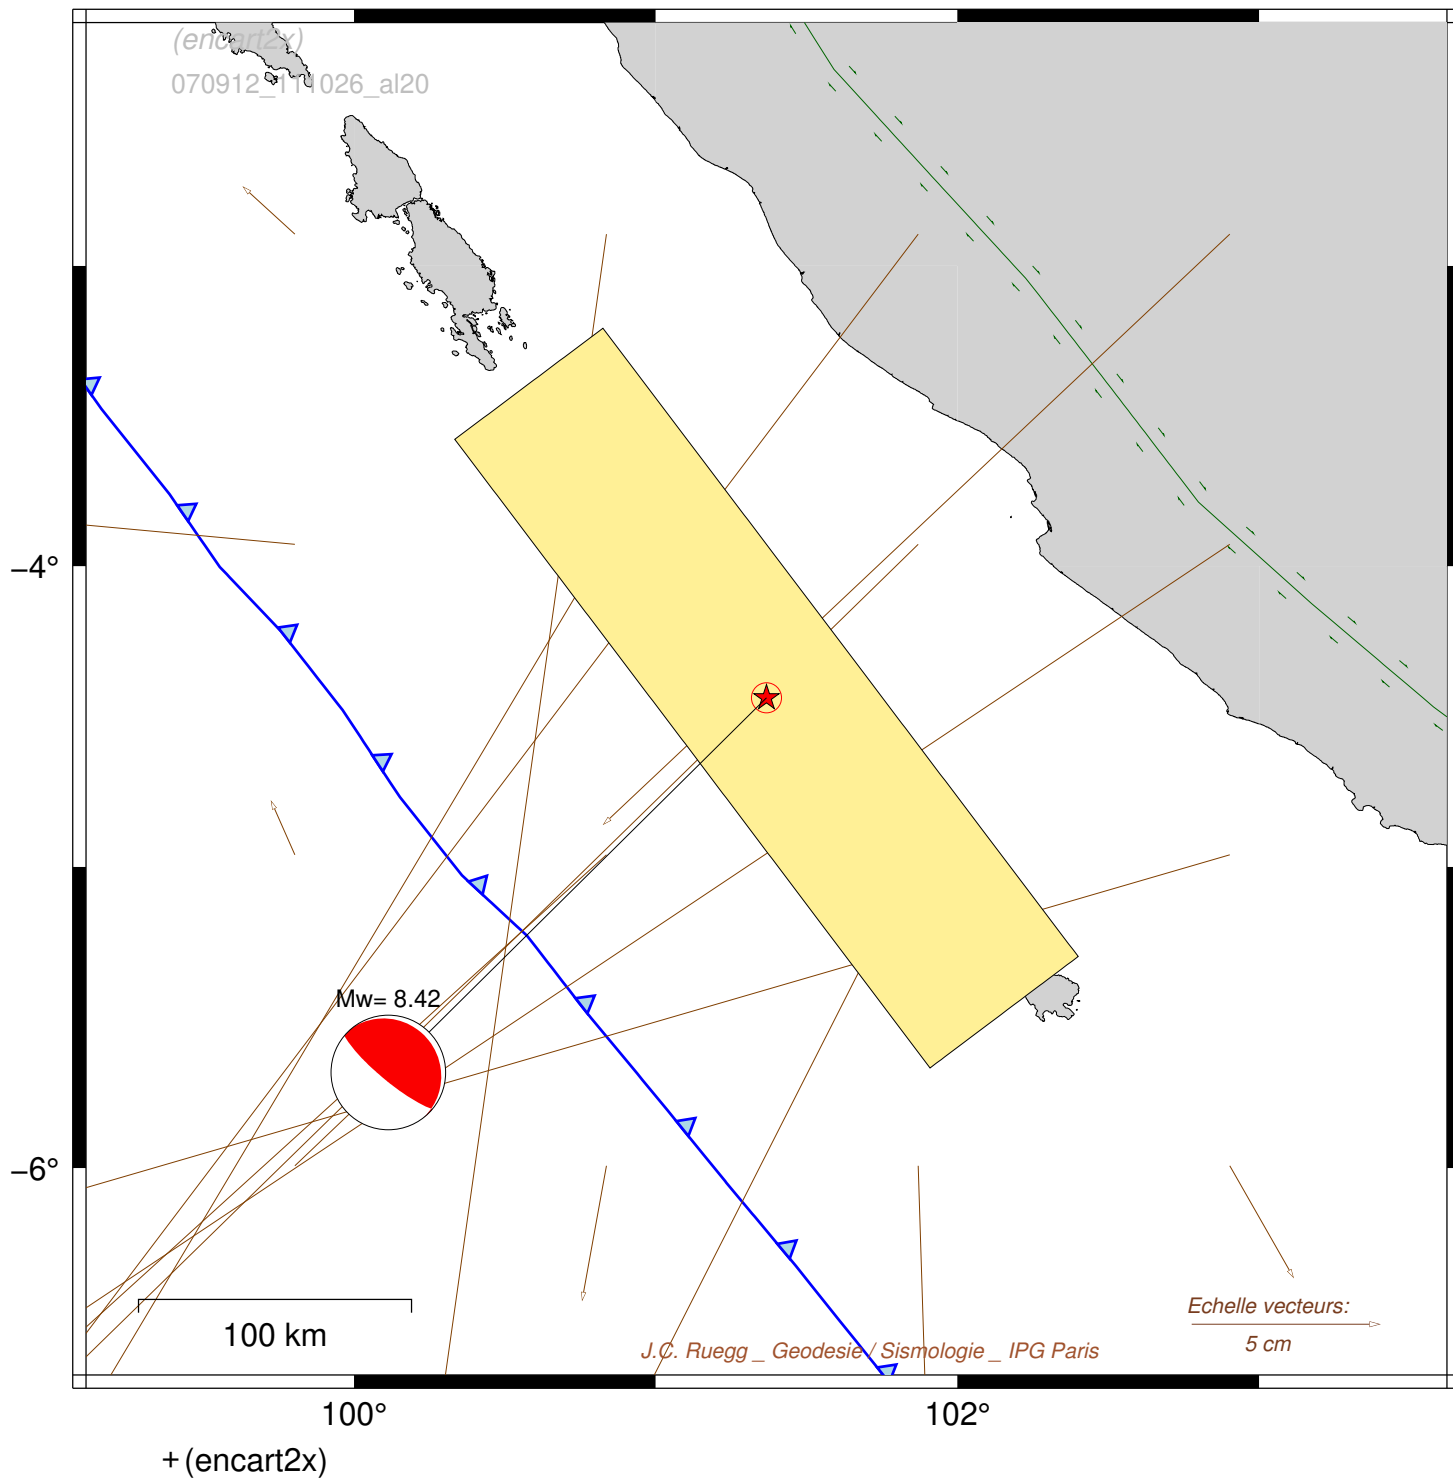 (encart2x)
070912_111026_al20
−4°
Mw= 8.42
−6°
100 km
Echelle vecteurs:
5 cm
J.C. Ruegg _ Geodesie / Sismologie _ IPG Paris
100°
102°
+ (encart2x)